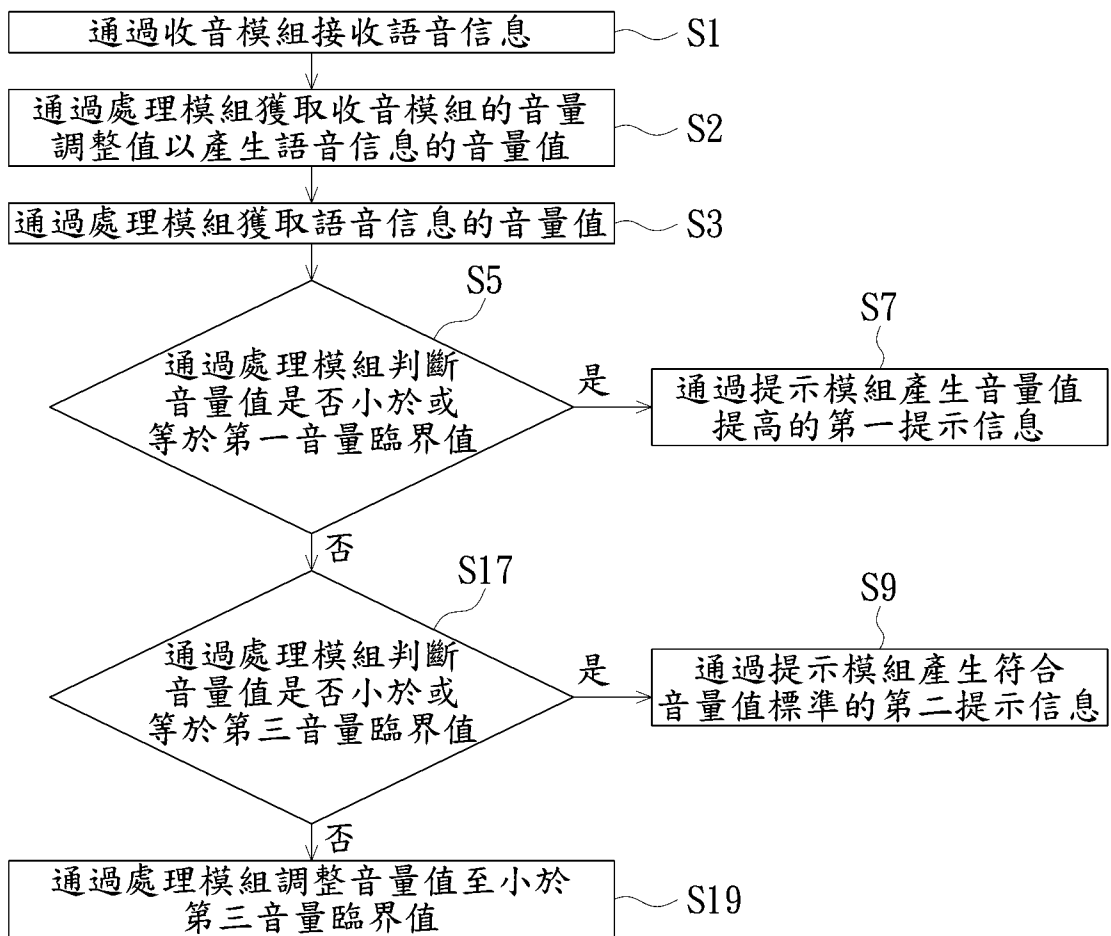 通過收音模組接收語音信息
S1
通過處理模組獲取收音模組的音量
調整值以產生語音信息的音量值
S2
通過處理模組獲取語音信息的音量值
S3
S5
通過處理模組判斷
音量值是否小於或
等於第一音量臨界值
是
S7
通過提示模組產生音量值
提高的第一提示信息
否
S17
通過處理模組判斷
音量值是否小於或
等於第三音量臨界值
是
S9
通過提示模組產生符合
音量值標準的第二提示信息
否
通過處理模組調整音量值至小於
第三音量臨界值
S19